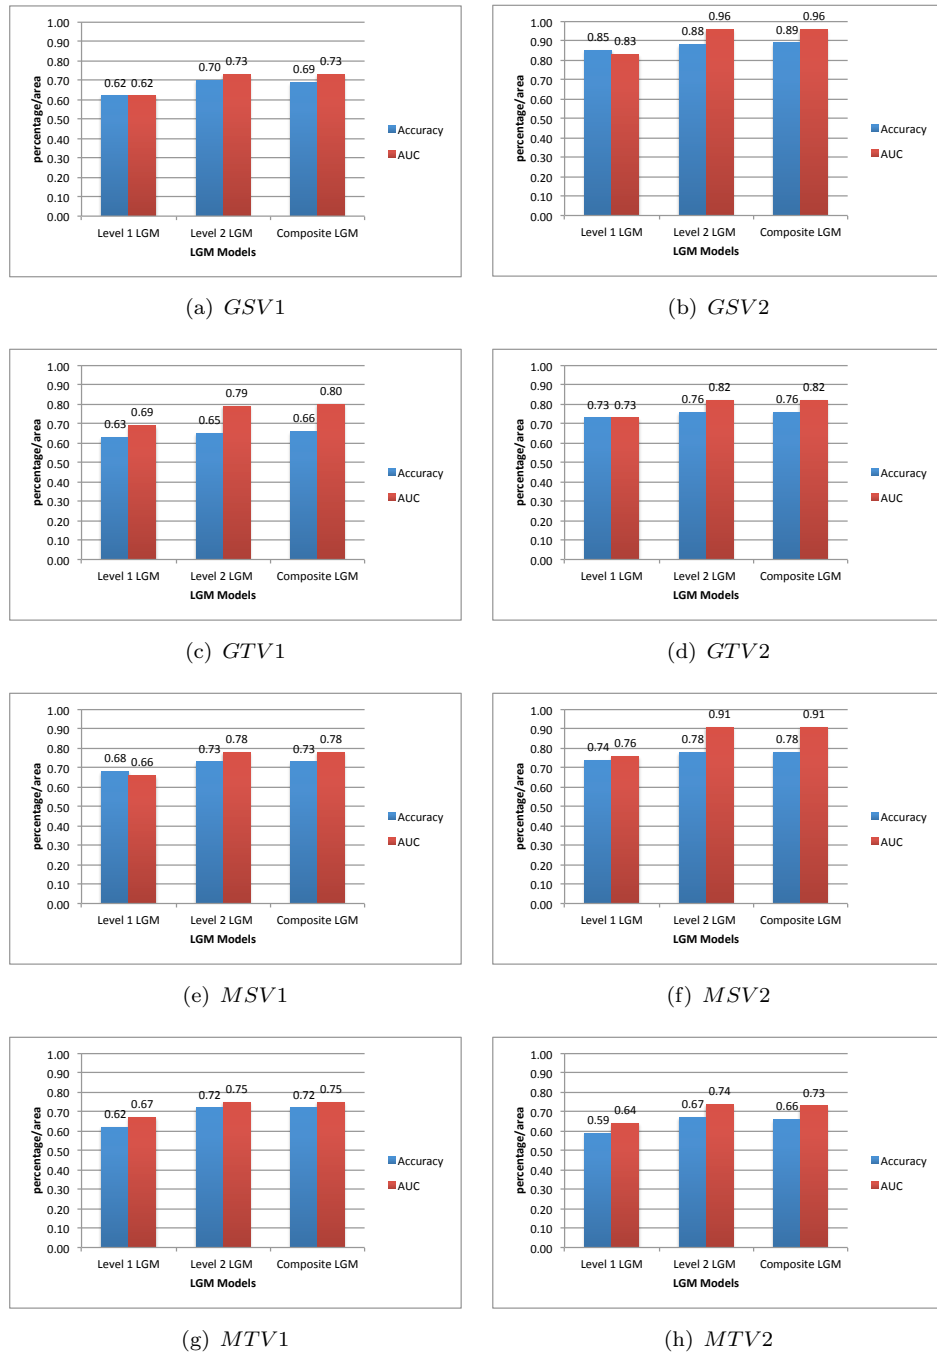 1.00
0.90
0.80
0.70
0.60
0.50
0.40
0.30
0.20
0.10
0.00
percentage/area
0.62 0.62 0.70 0.73 0.69 0.73
Level 1 LGM Level 2 LGM Composite LGM
LGM Models
Accuracy
AUC
(a) GSV1
1.00
0.90
0.80
0.70
0.60
0.50
0.40
0.30
0.20
0.10
0.00
percentage/area
0.85 0.83 0.88 0.96 0.89 0.96
Level 1 LGM Level 2 LGM Composite LGM
LGM Models
Accuracy
AUC
(b) GSV2
1.00
0.90
0.80
0.70
0.60
0.50
0.40
0.30
0.20
0.10
0.00
percentage/area
0.63 0.69 0.65 0.79 0.66 0.80
Level 1 LGM Level 2 LGM Composite LGM
LGM Models
Accuracy
AUC
(c) GTV1
1.00
0.90
0.80
0.70
0.60
0.50
0.40
0.30
0.20
0.10
0.00
percentage/area
0.73 0.73 0.76 0.82 0.76 0.82
Level 1 LGM Level 2 LGM Composite LGM
LGM Models
Accuracy
AUC
(d) GTV2
1.00
0.90
0.80
0.70
0.60
0.50
0.40
0.30
0.20
0.10
0.00
percentage/area
0.68 0.66 0.73 0.78 0.73 0.78
Level 1 LGM Level 2 LGM Composite LGM
LGM Models
Accuracy
AUC
(e) MSV1
1.00
0.90
0.80
0.70
0.60
0.50
0.40
0.30
0.20
0.10
0.00
percentage/area
0.74 0.76 0.78 0.91 0.78 0.91
Level 1 LGM Level 2 LGM Composite LGM
LGM Models
Accuracy
AUC
(f) MSV2
1.00
0.90
0.80
0.70
0.60
0.50
0.40
0.30
0.20
0.10
0.00
percentage/area
0.62 0.67 0.72 0.75 0.72 0.75
Level 1 LGM Level 2 LGM Composite LGM
LGM Models
Accuracy
AUC
(g) MTV1
1.00
0.90
0.80
0.70
0.60
0.50
0.40
0.30
0.20
0.10
0.00
percentage/area
0.59 0.64 0.67 0.74 0.66 0.73
Level 1 LGM Level 2 LGM Composite LGM
LGM Models
Accuracy
AUC
(h) MTV2